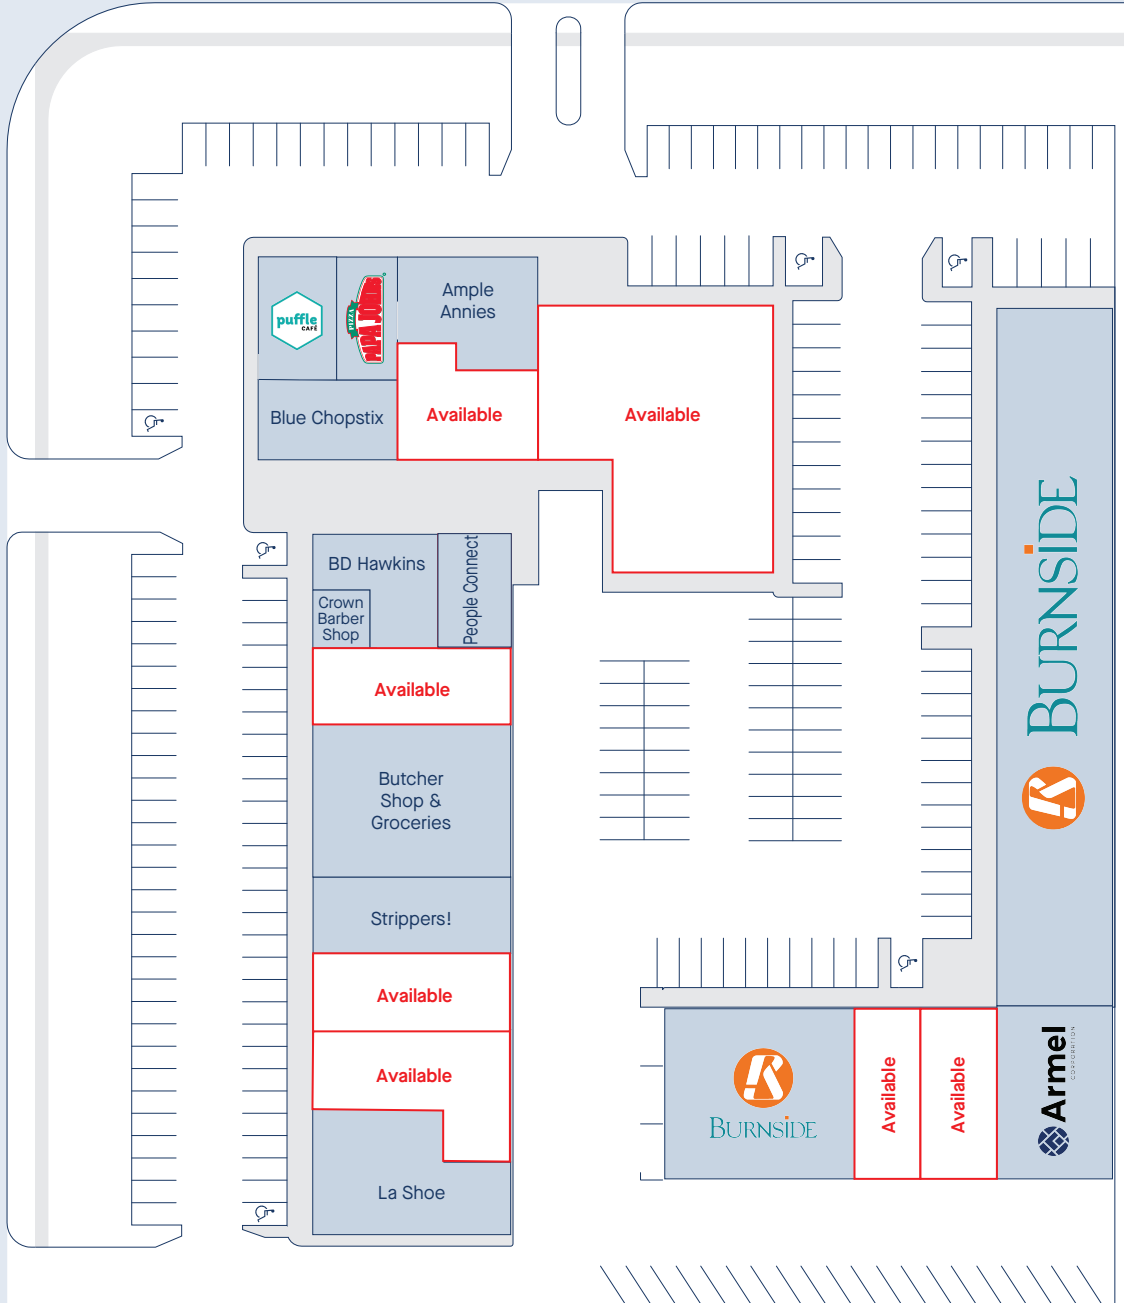 puffle
CAFÉ
PIZZA
PAPA JOHNS
Ample
Annies
Blue Chopstix
Available
Available
BD Hawkins
Crown
Barber
Shop
People Connect
Available
Butcher
Shop &
Groceries
Strippers!
Available
Available
La Shoe
BURNSIDE
BURNSIDE
Available
Available
Armel
CORPORATION